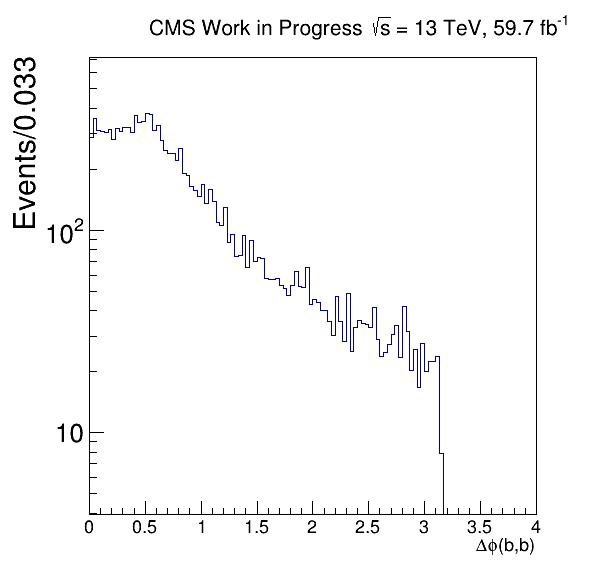 CMS Work in Progress √s = 13 TeV, 59.7 fb⁻¹
Events/0.033
10²
10
0 0.5 1 1.5 2 2.5 3 3.5 4
Δϕ(b,b)